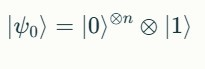 |ψ₀⟩ = |0⟩^{⊗n} ⊗ |1⟩